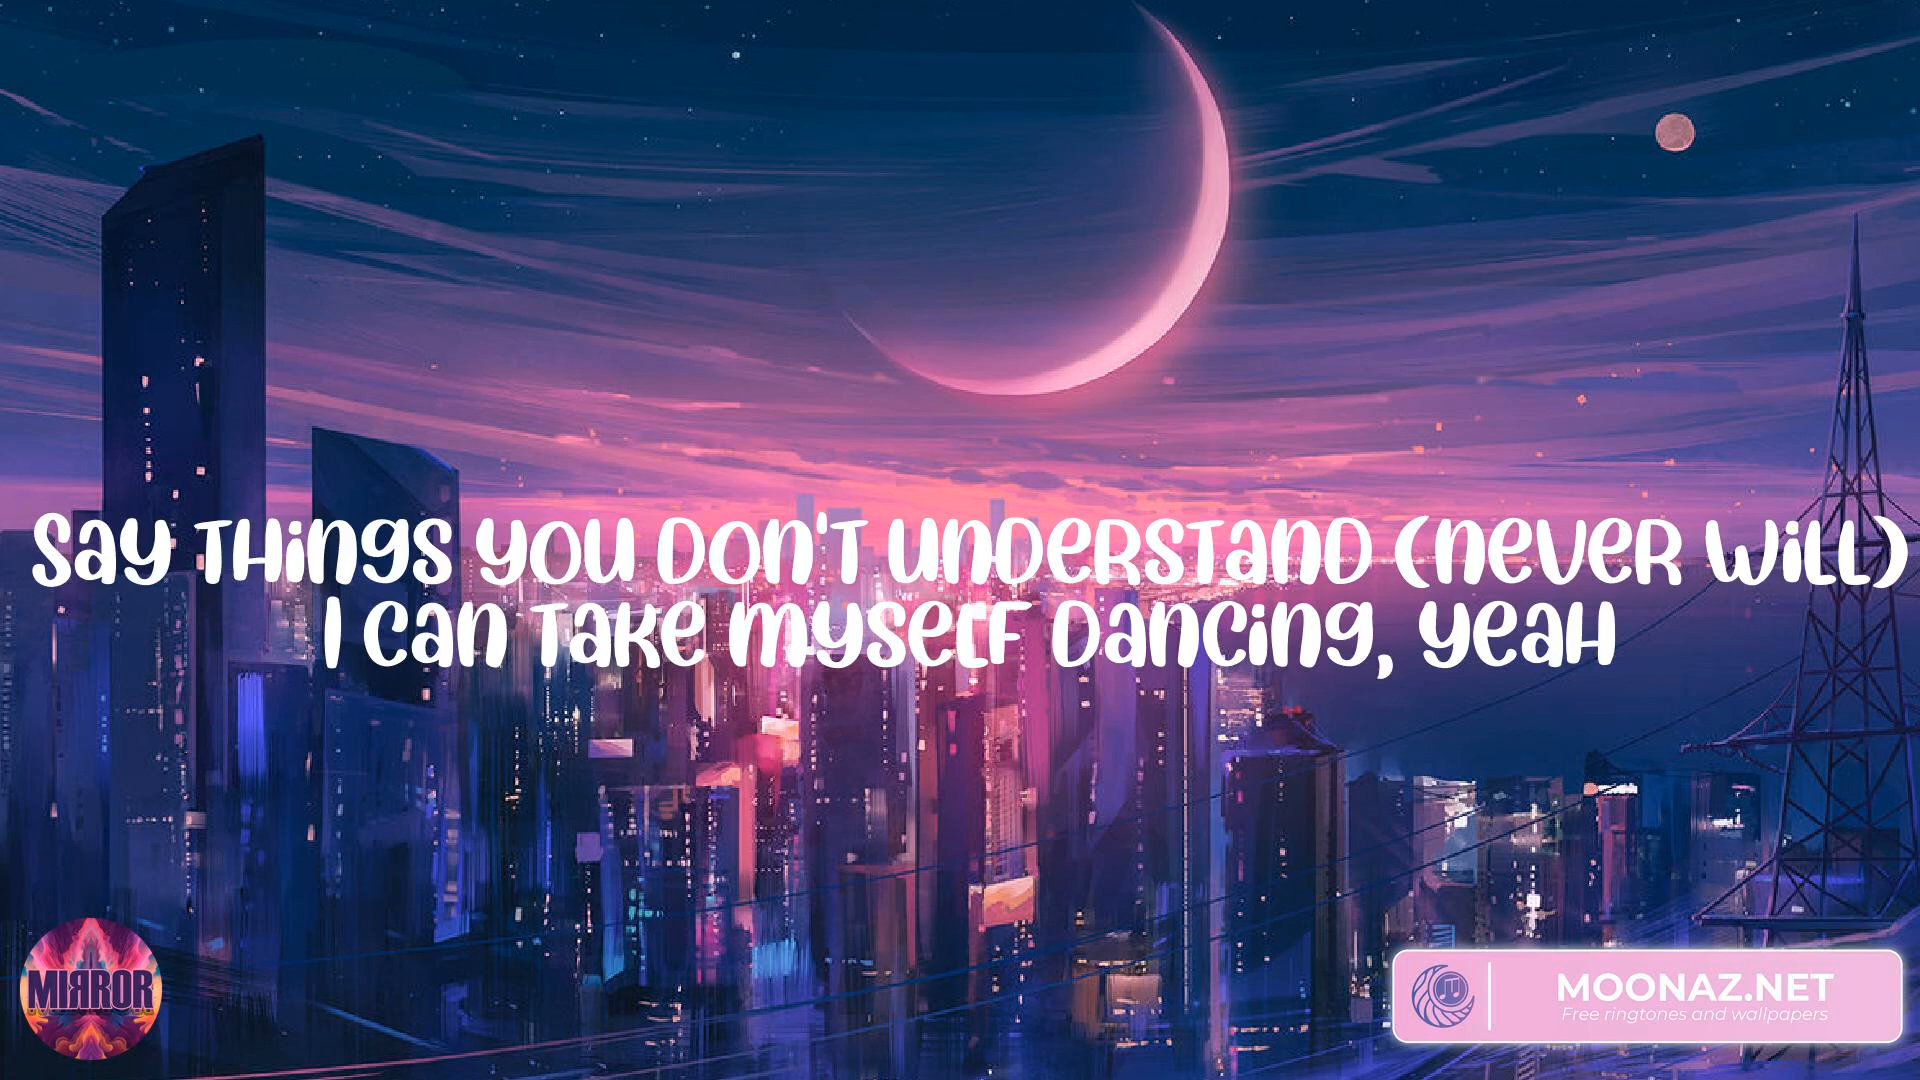 Say things you don't understand (never will)
I can take myself dancing, yeah
MIRROR
MOONAZ.NET
Free ringtones and wallpapers